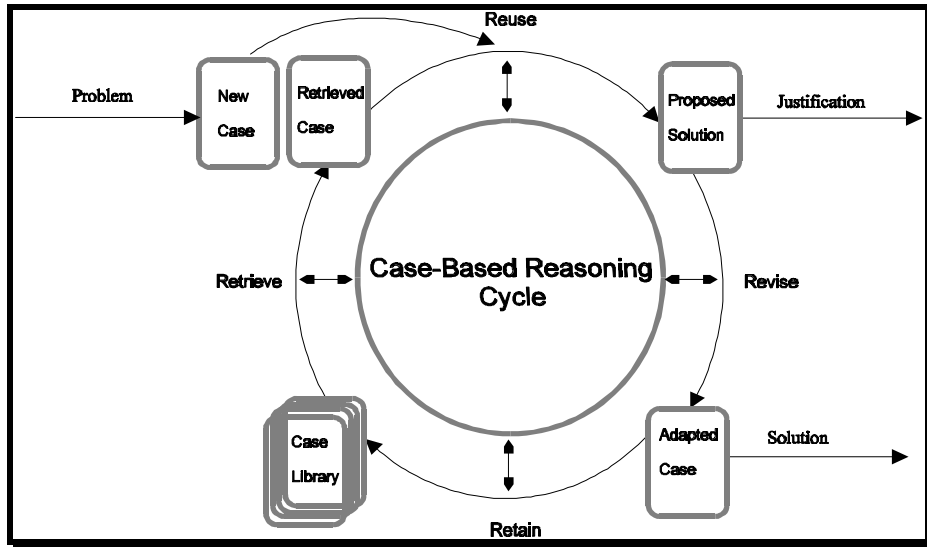 Reuse
Problem
New
Case
Retrieved
Case
Proposed
Solution
Justification
Retrieve
Case-Based Reasoning
Cycle
Revise
Case
Library
Adapted
Case
Solution
Retain